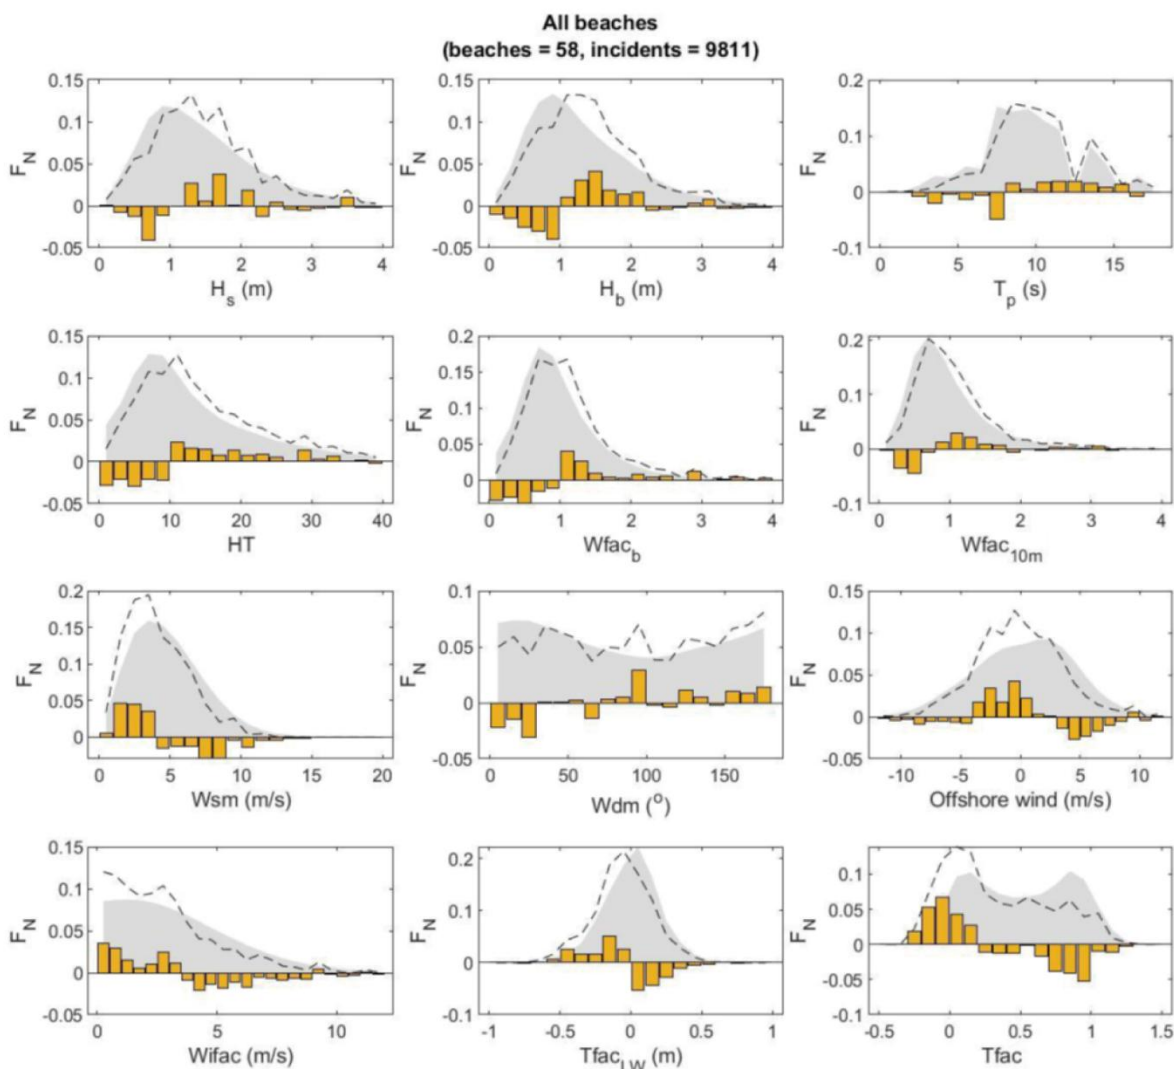 All beaches
(beaches = 58, incidents = 9811)
0.15
0.1
0.05
0
-0.05
F_N
0 1 2 3 4
H_s (m)
0.15
0.1
0.05
0
-0.05
F_N
0 1 2 3 4
H_b (m)
0.2
0.1
0
-0.1
F_N
0 5 10 15
T_p (s)
0.15
0.1
0.05
0
-0.05
F_N
0 10 20 30 40
HT
0.2
0.15
0.1
0.05
0
F_N
0 1 2 3 4
Wfac_b
0.2
0.1
0
-0.1
F_N
0 1 2 3 4
Wfac_10m
0.2
0.15
0.1
0.05
0
F_N
0 5 10 15 20
Wsm (m/s)
0.1
0.05
0
-0.05
F_N
0 50 100 150
Wdm (°)
0.15
0.1
0.05
0
-0.05
F_N
-10 -5 0 5 10
Offshore wind (m/s)
0.15
0.1
0.05
0
-0.05
F_N
0 5 10
Wifac (m/s)
0.2
0.1
0
-0.1
F_N
-1 -0.5 0 0.5 1
Tfac_LW (m)
0.1
0.05
0
-0.05
-0.1
F_N
-0.5 0 0.5 1 1.5
Tfac